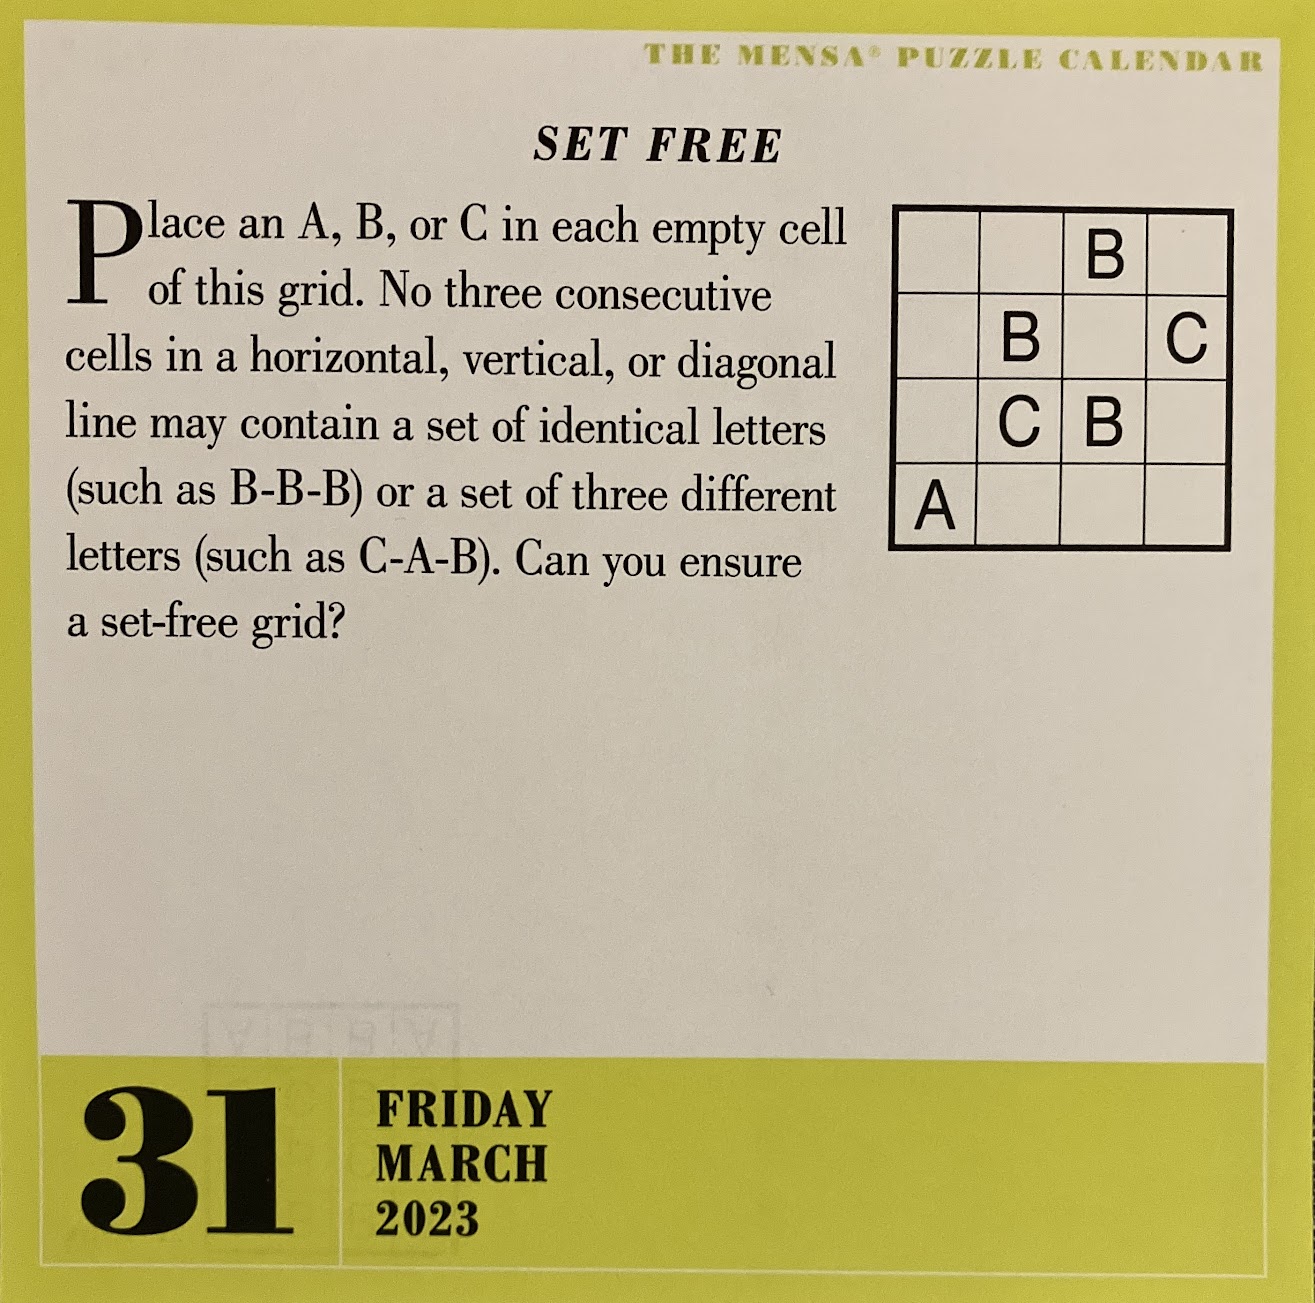 THE MENSA® PUZZLE CALENDAR
SET FREE
Place an A, B, or C in each empty cell
of this grid. No three consecutive
cells in a horizontal, vertical, or diagonal
line may contain a set of identical letters
(such as B-B-B) or a set of three different
letters (such as C-A-B). Can you ensure
a set-free grid?
B
B C
C B
A
31
FRIDAY
MARCH
2023